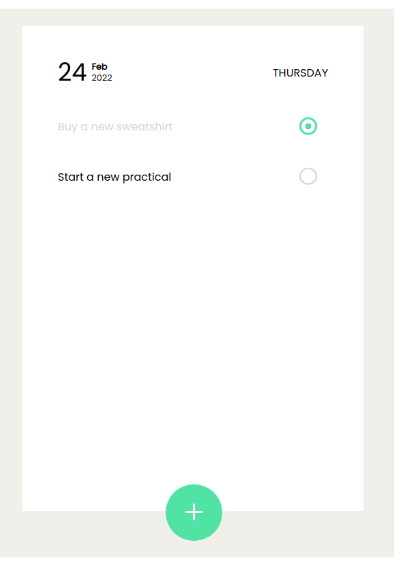 24 Feb
2022
THURSDAY
Buy a new sweatshirt
Start a new practical